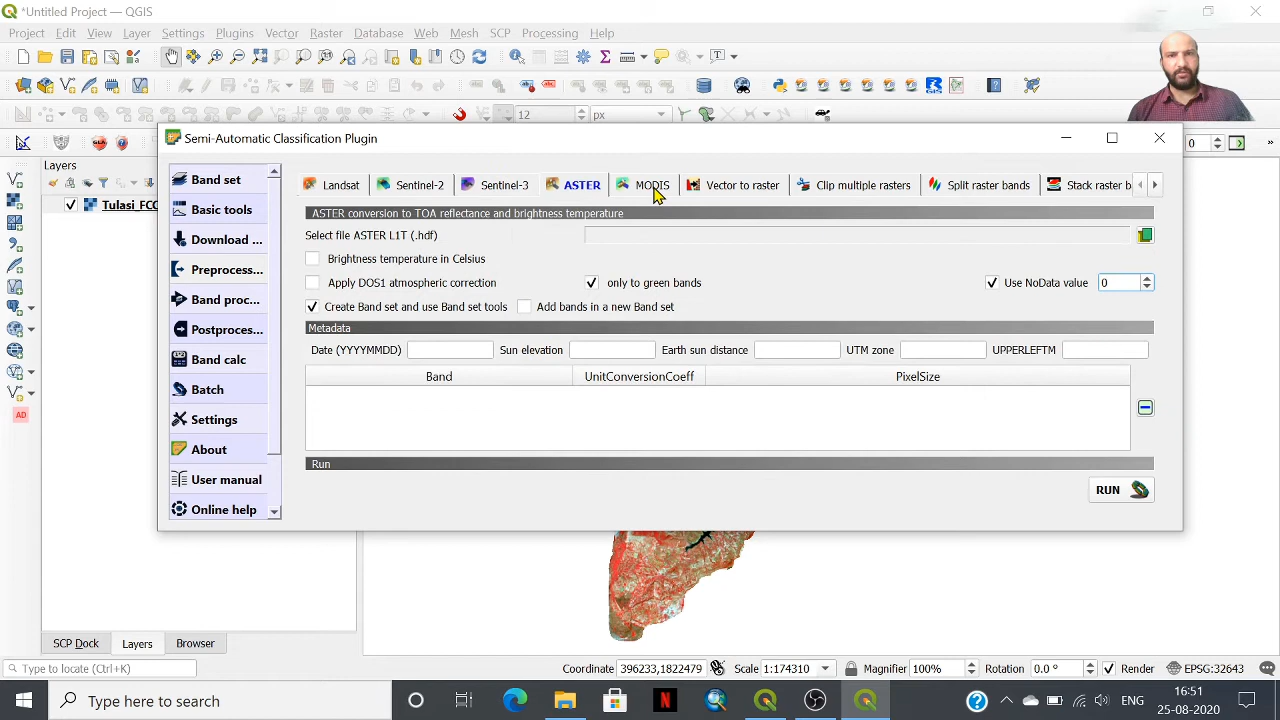 *Untitled Project — QGIS
Project Edit View Layer Settings Plugins Vector Raster Database Web Mesh SCP Processing Help
12 px
Semi-Automatic Classification Plugin
0
Layers
Tulasi_FCC
Band set
Basic tools
Download ...
Preprocess...
Band proc...
Postproces...
Band calc
Batch
Settings
About
User manual
Online help
Landsat Sentinel-2 Sentinel-3 ASTER MODIS Vector to raster Clip multiple rasters Split raster bands Stack raster b
ASTER conversion to TOA reflectance and brightness temperature
Select file ASTER L1T (.hdf)
Brightness temperature in Celsius
Apply DOS1 atmospheric correction only to green bands Use NoData value 0
Create Band set and use Band set tools Add bands in a new Band set
Metadata
Date (YYYYMMDD) Sun elevation Earth sun distance UTM zone UPPERLEFTM
Band UnitConversionCoeff PixelSize
Run
RUN
AD
SCP Dock Layers Browser
Type to locate (Ctrl+K) Coordinate 396233,1822479 Scale 1:174310 Magnifier 100% Rotation 0.0 ° Render EPSG:32643
Type here to search ENG 16:51
25-08-2020